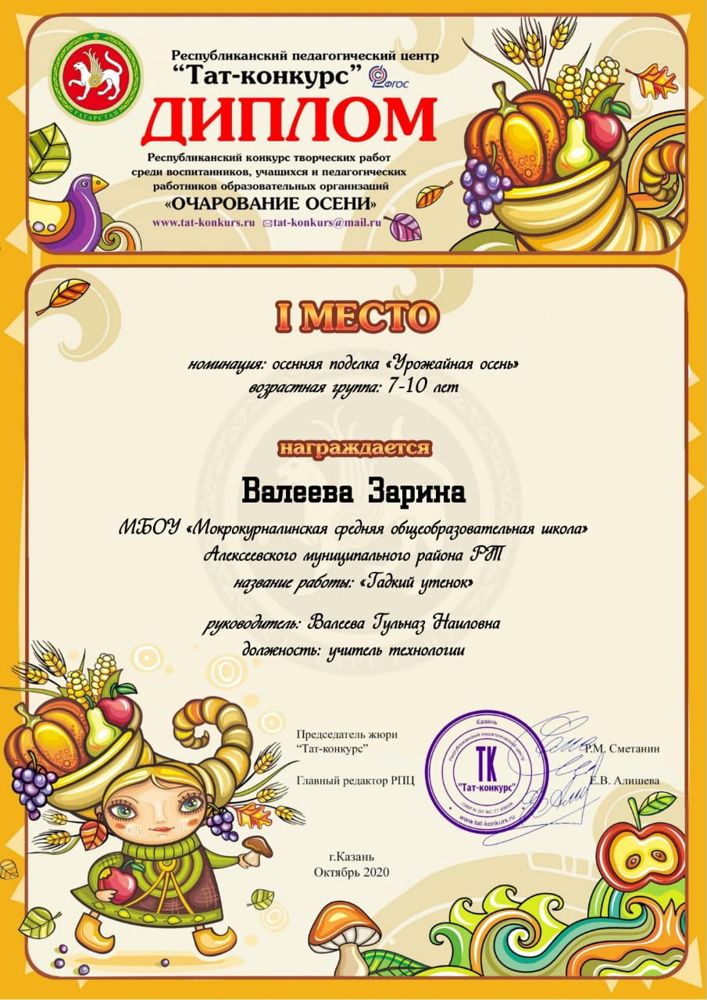 Республиканский педагогический центр
“Тат-конкурс” ФГОС
ТАТАРСТАН
ДИПЛОМ
Республиканский конкурс творческих работ
среди воспитанников, учащихся и педагогических
работников образовательных организаций
«ОЧАРОВАНИЕ ОСЕНИ»
www.tat-konkurs.ru tat-konkurs@mail.ru
I МЕСТО
номинация: осенняя поделка «Урожайная осень»
возрастная группа: 7-10 лет
награждается
Валеева Зарина
МБОУ «Мокрокурналинская средняя общеобразовательная школа»
Алексеевского муниципального района РТ
название работы: «Гадкий утенок»
руководитель: Валеева Гульназ Наиловна
должность: учитель технологии
Председатель жюри
“Тат-конкурс”
Р.М. Сметанин
Главный редактор РПЦ
Е.В. Алишева
Казань
Республиканский педагогический центр
ТК
"Тат-конкурс"
www.tat-konkurs.ru
г.Казань
Октябрь 2020